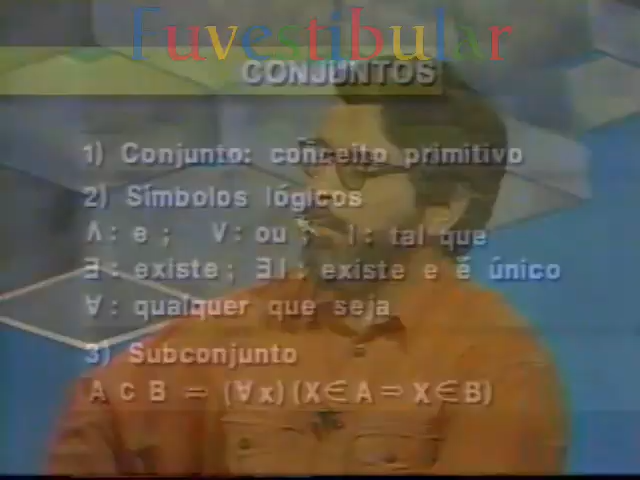 Fuvestibular
CONJUNTOS
1) Conjunto: conceito primitivo
2) Símbolos lógicos
Λ: e ; V: ou ; |: tal que
∃: existe; ∃|: existe e é único
∀: qualquer que seja
3) Subconjunto
A ⊂ B = (∀x)(X∈A = X∈B)